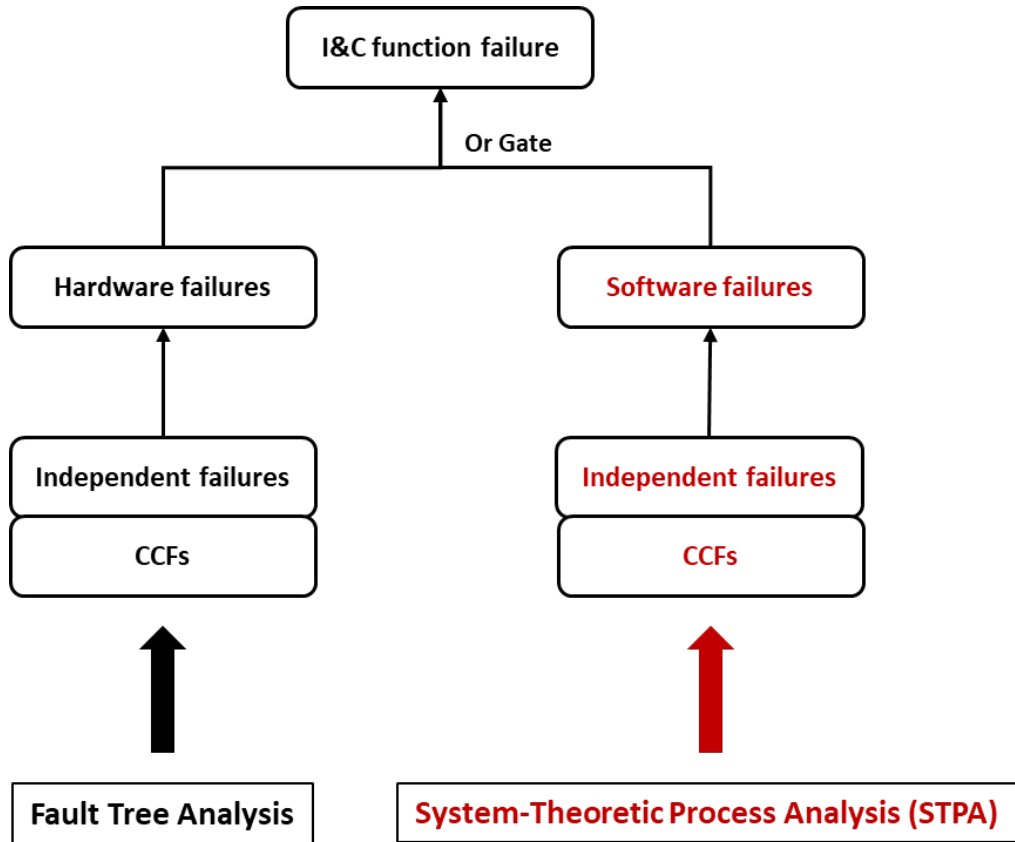 I&C function failure
Or Gate
Hardware failures
Software failures
Independent failures
Independent failures
CCFs
CCFs
Fault Tree Analysis
System-Theoretic Process Analysis (STPA)